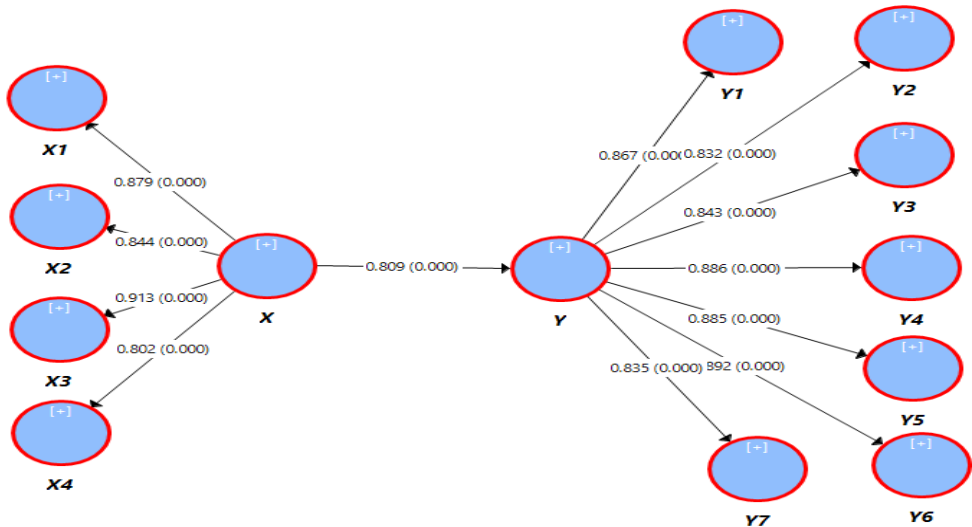 [+]
X1
[+]
X2
[+]
X3
[+]
X4
0.879 (0.000)
0.844 (0.000)
0.913 (0.000)
0.802 (0.000)
[+]
X
0.809 (0.000)
[+]
Y
0.867
0.832 (0.000)
0.843 (0.000)
0.886 (0.000)
0.885 (0.000)
892 (0.000)
0.835 (0.000)
[+]
Y1
[+]
Y2
[+]
Y3
[+]
Y4
[+]
Y5
[+]
Y6
[+]
Y7